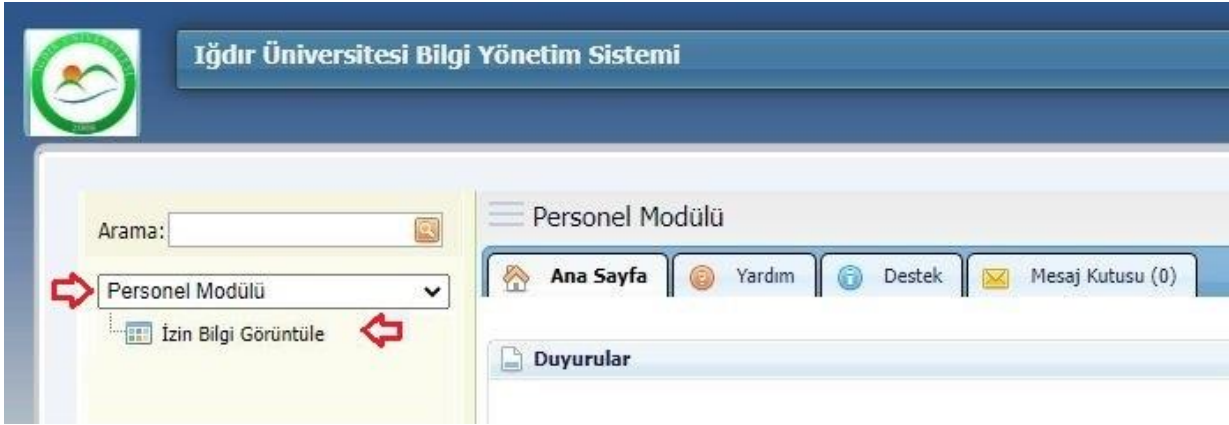 Iğdır Üniversitesi Bilgi Yönetim Sistemi
Arama:
Personel Modülü
İzin Bilgi Görüntüle
Personel Modülü
Ana Sayfa
Yardım
Destek
Mesaj Kutusu (0)
Duyurular